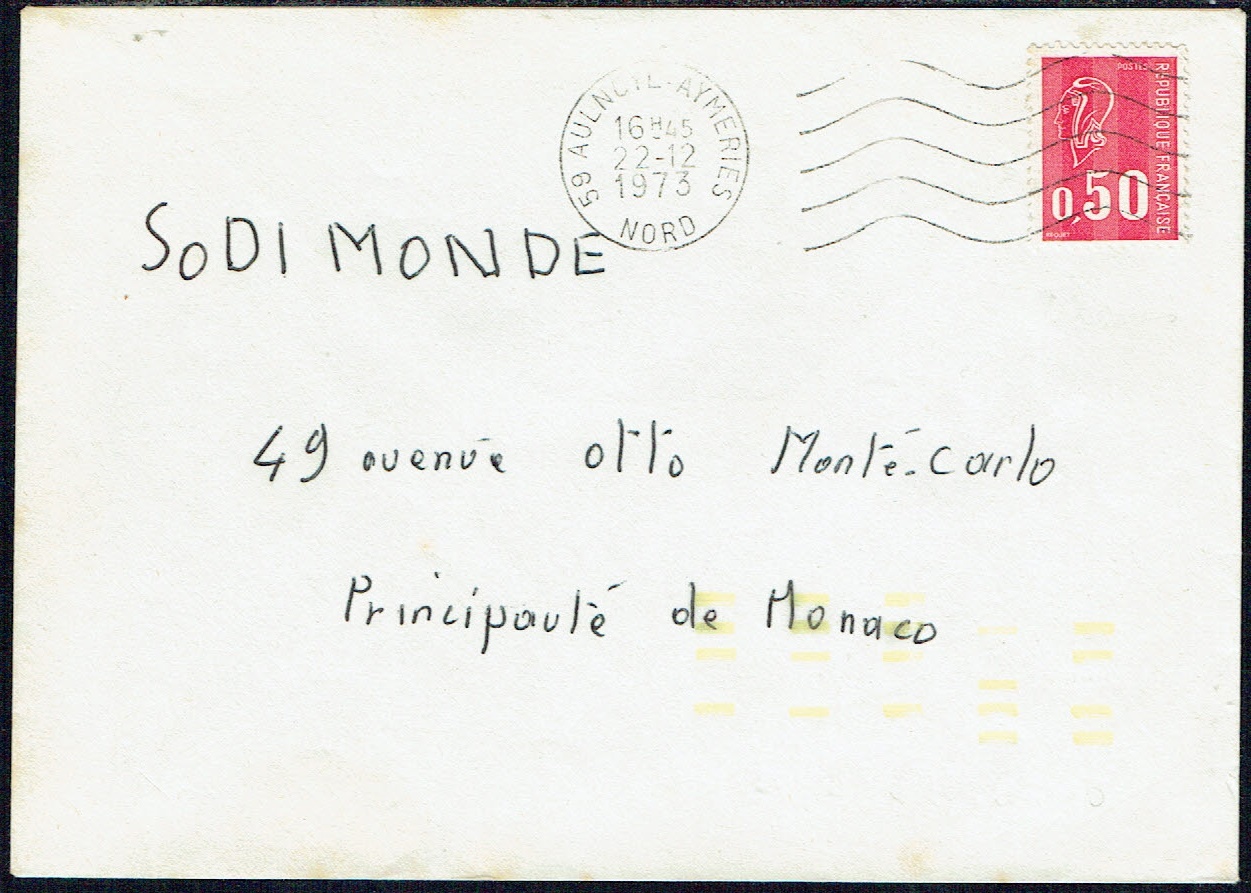 59 AULNOYE-AYMERIES
16H45
22-12
1973
NORD
POSTES
RÉPUBLIQUE FRANÇAISE
0,50
SODI MONDE
49 avenue otto Monté-Carlo
Principauté de Monaco